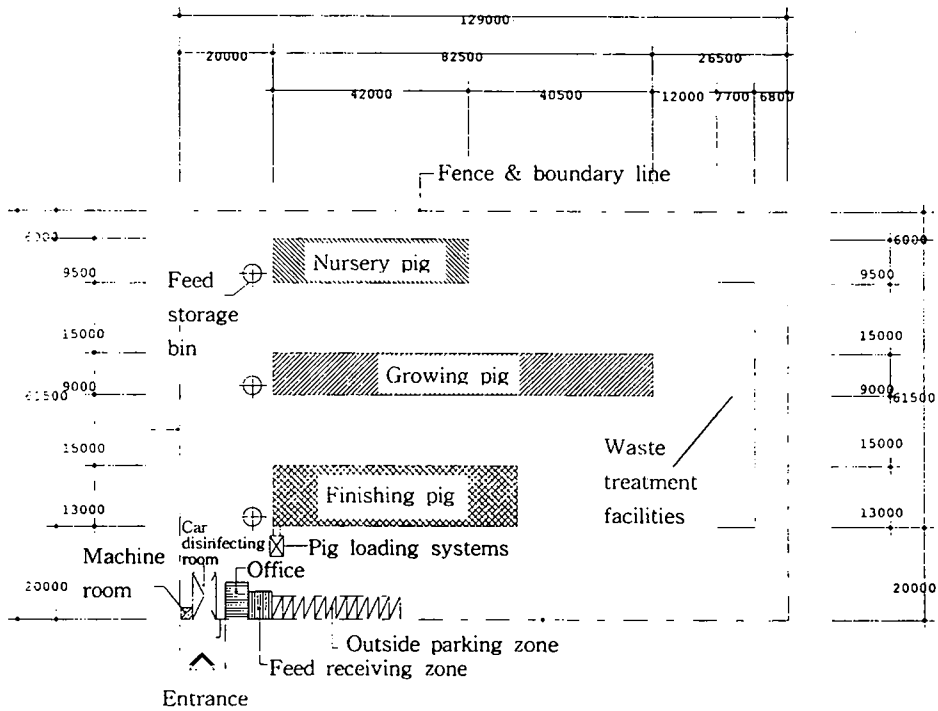 129000
20000
82500
26500
42000
40500
12000
7700
6800
Fence & boundary line
6000
6000
Nursery pig
9500
Feed
storage
bin
9500
15000
15000
Growing pig
9000
61500
9000
61500
Waste
treatment
facilities
15000
15000
Finishing pig
13000
13000
Car
disinfecting
room
Pig loading systems
Machine
room
Office
20000
20000
Outside parking zone
Feed receiving zone
Entrance